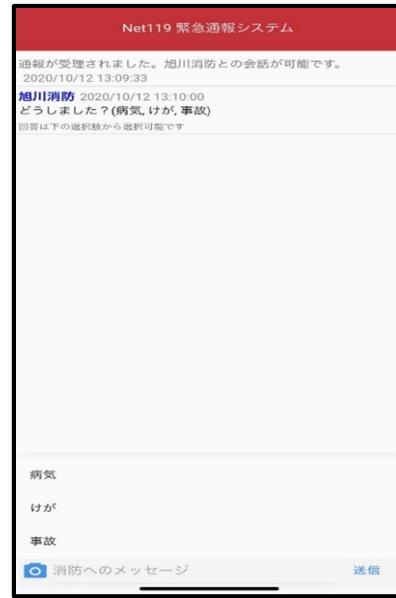 Net119 緊急通報システム
通報が受理されました。旭川消防との会話が可能です。
2020/10/12 13:09:33
旭川消防 2020/10/12 13:10:00
どうしました?(病気, けが, 事故)
回答は下の選択肢から選択可能です
病気
けが
事故
消防へのメッセージ 送信